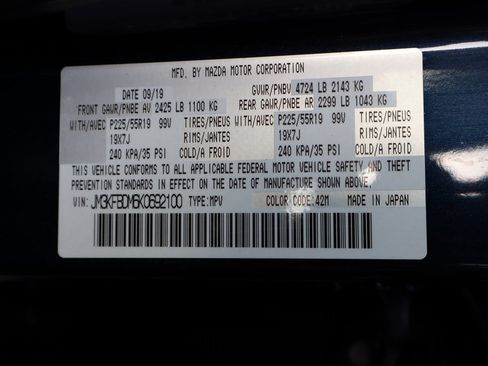 MFD. BY MAZDA MOTOR CORPORATION
DATE 09/19 GVWR/PNBV 4724 LB 2143 KG
FRONT GAWR/PNBE AV 2425 LB 1100 KG REAR GAWR/PNBE AR 2299 LB 1043 KG
WITH/AVEC P225/55R19 99V TIRES/PNEUS WITH/AVEC P225/55R19 99V TIRES/PNEUS
19X7J RIMS/JANTES 19X7J RIMS/JANTES
240 KPA/35 PSI COLD/A FROID 240 KPA/35 PSI COLD/A FROID
THIS VEHICLE CONFORMS TO ALL APPLICABLE FEDERAL MOTOR VEHICLE SAFETY AND THEFT
PREVENTION STANDARDS IN EFFECT ON THE DATE OF MANUFACTURE SHOWN ABOVE.
VIN: JM3KFBDM6K0692100 TYPE:MPV COLOR CODE:42M MADE IN JAPAN